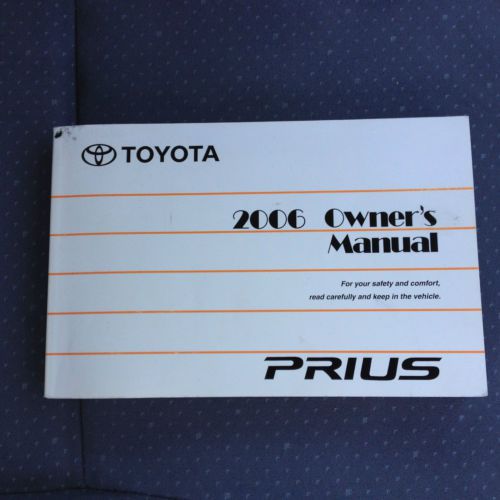 TOYOTA
2006 Owner's
Manual
For your safety and comfort,
read carefully and keep in the vehicle.
PRIUS